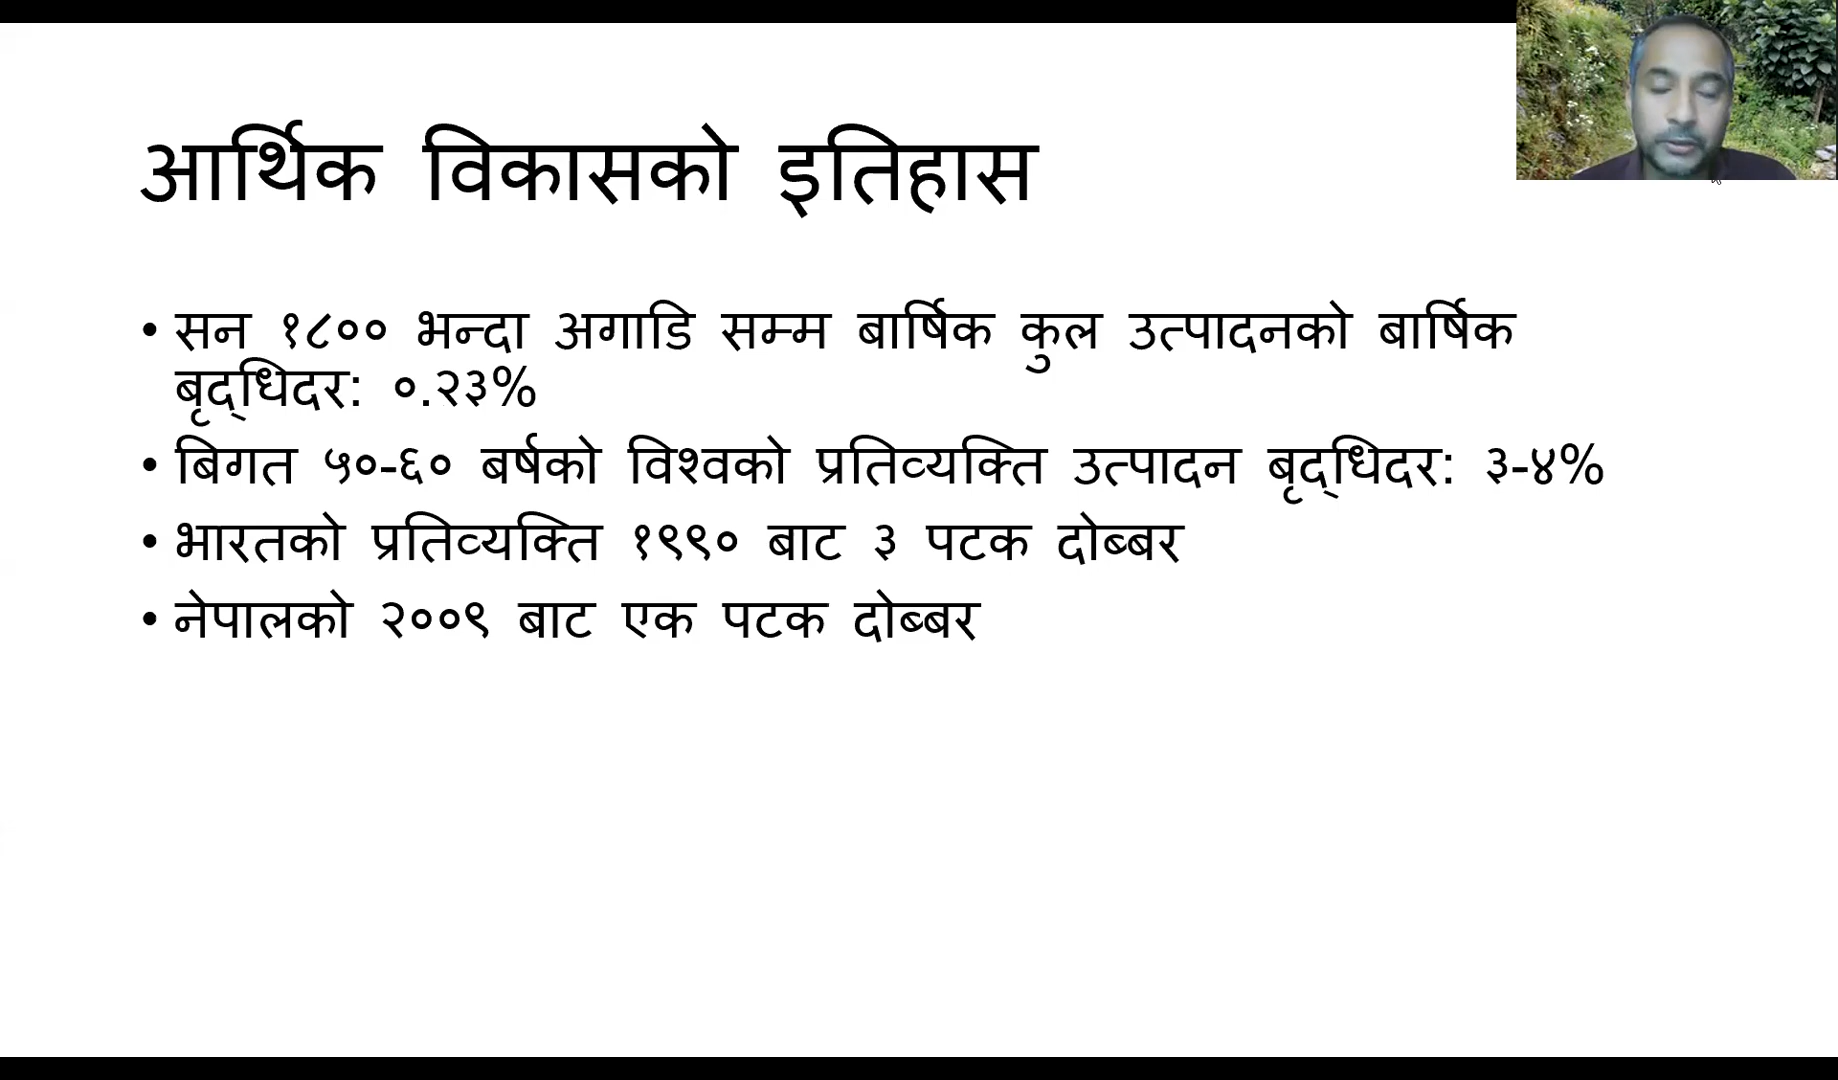 आर्थिक विकासको इतिहास
• सन १८०० भन्दा अगाडि सम्म बार्षिक कुल उत्पादनको बार्षिक
बृद्धिदर: ०.२३%
• बिगत ५०-६० बर्षको विश्वको प्रतिव्यक्ति उत्पादन बृद्धिदर: ३-४%
• भारतको प्रतिव्यक्ति १९९० बाट ३ पटक दोब्बर
• नेपालको २००९ बाट एक पटक दोब्बर